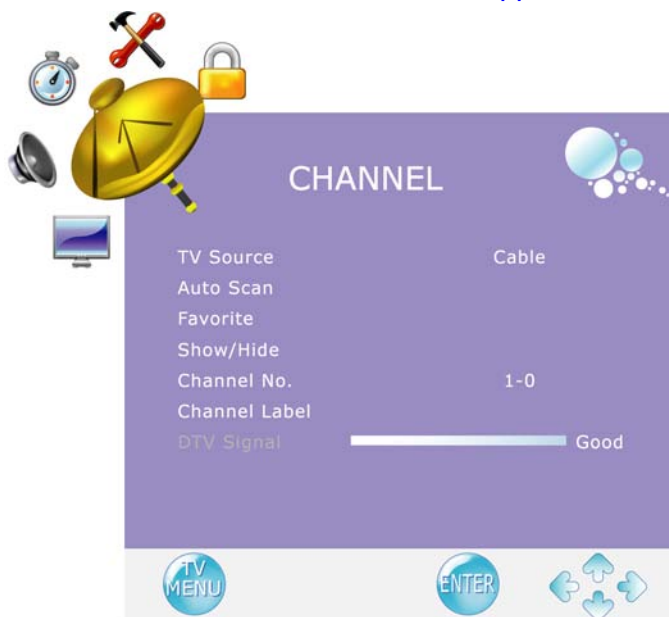 CHANNEL
TV Source Cable
Auto Scan
Favorite
Show/Hide
Channel No. 1-0
Channel Label
DTV Signal Good
TV
MENU ENTER